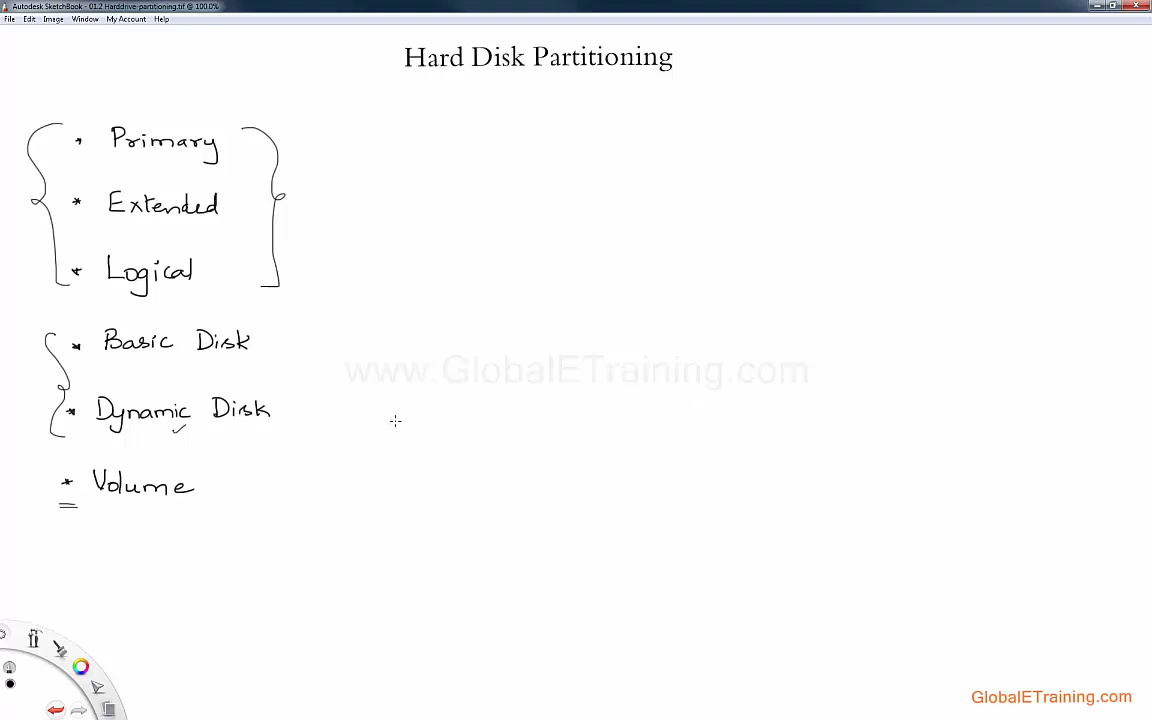 Autodesk SketchBook - 01.2 Harddrive-partitioning.tif @ 100.0%
File Edit Image Window My Account Help
Hard Disk Partitioning
* Primary
* Extended
* Logical
* Basic Disk
www.GlobalETraining.com
* Dynamic Disk
* Volume
GlobalETraining.com